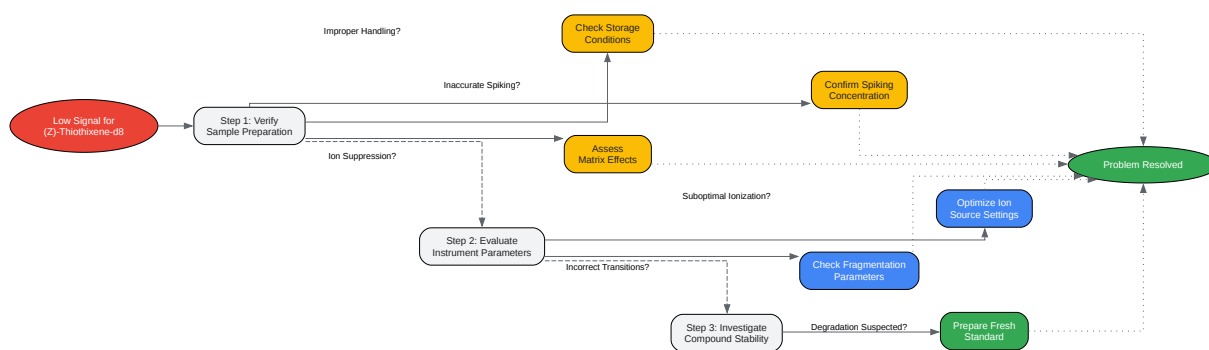 Improper Handling?
Check Storage
Conditions
Inaccurate Spiking?
Confirm Spiking
Concentration
Low Signal for
(Z)-Thiothixene-d8
Step 1: Verify
Sample Preparation
Ion Suppression?
Assess
Matrix Effects
Problem Resolved
Suboptimal Ionization?
Optimize Ion
Source Settings
Step 2: Evaluate
Instrument Parameters
Incorrect Transitions?
Check Fragmentation
Parameters
Step 3: Investigate
Compound Stability
Degradation Suspected?
Prepare Fresh
Standard